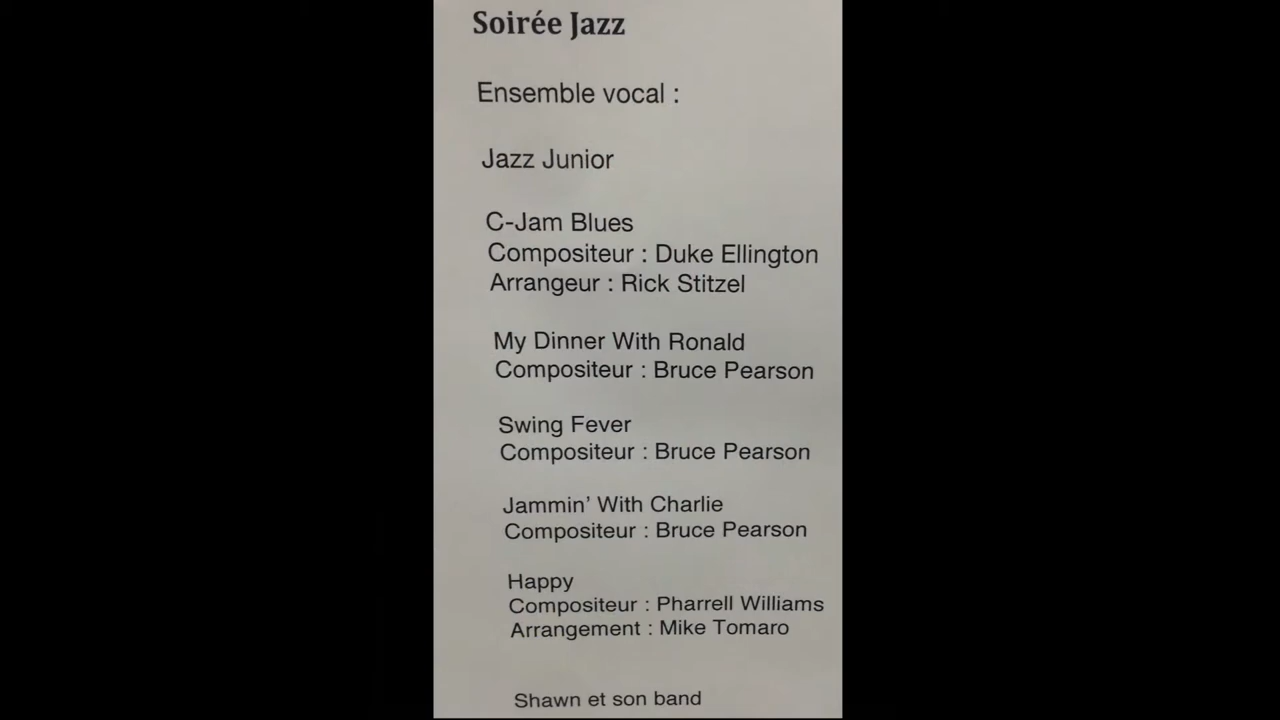 Soirée Jazz
Ensemble vocal :
Jazz Junior
C-Jam Blues
Compositeur : Duke Ellington
Arrangeur : Rick Stitzel
My Dinner With Ronald
Compositeur : Bruce Pearson
Swing Fever
Compositeur : Bruce Pearson
Jammin’ With Charlie
Compositeur : Bruce Pearson
Happy
Compositeur : Pharrell Williams
Arrangement : Mike Tomaro
Shawn et son band